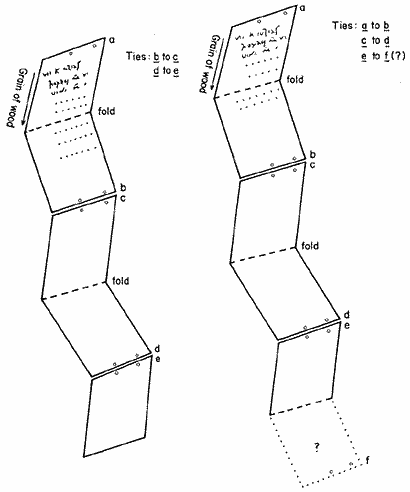 a
Ties: b to c
d to e
Grain of wood
fold
b
c
fold
d
e
a
Ties: a to b
c to d
e to f(?)
Grain of wood
fold
b
c
fold
d
e
?
f